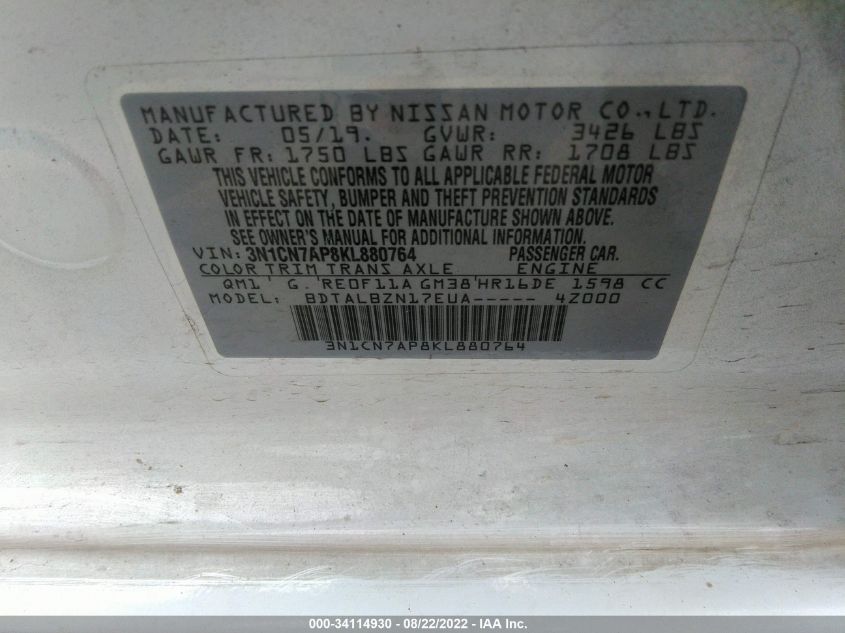 MANUFACTURED BY NISSAN MOTOR CO.,LTD.
DATE: 05/19. GVWR: 3426 LBS
GAWR FR: 1750 LBS GAWR RR: 1708 LBS
THIS VEHICLE CONFORMS TO ALL APPLICABLE FEDERAL MOTOR
VEHICLE SAFETY, BUMPER AND THEFT PREVENTION STANDARDS
IN EFFECT ON THE DATE OF MANUFACTURE SHOWN ABOVE.
SEE OWNER'S MANUAL FOR ADDITIONAL INFORMATION.
VIN: 3N1CN7AP8KL880764 PASSENGER CAR.
COLOR TRIM TRANS AXLE ENGINE
QM1' G.'RE0F11A GM38'HR16DE 1598 CC
MODEL: BDTALBZN17EUA----- 4Z000
3N1CN7AP8KL880764
000-34114930 - 08/22/2022 - IAA Inc.